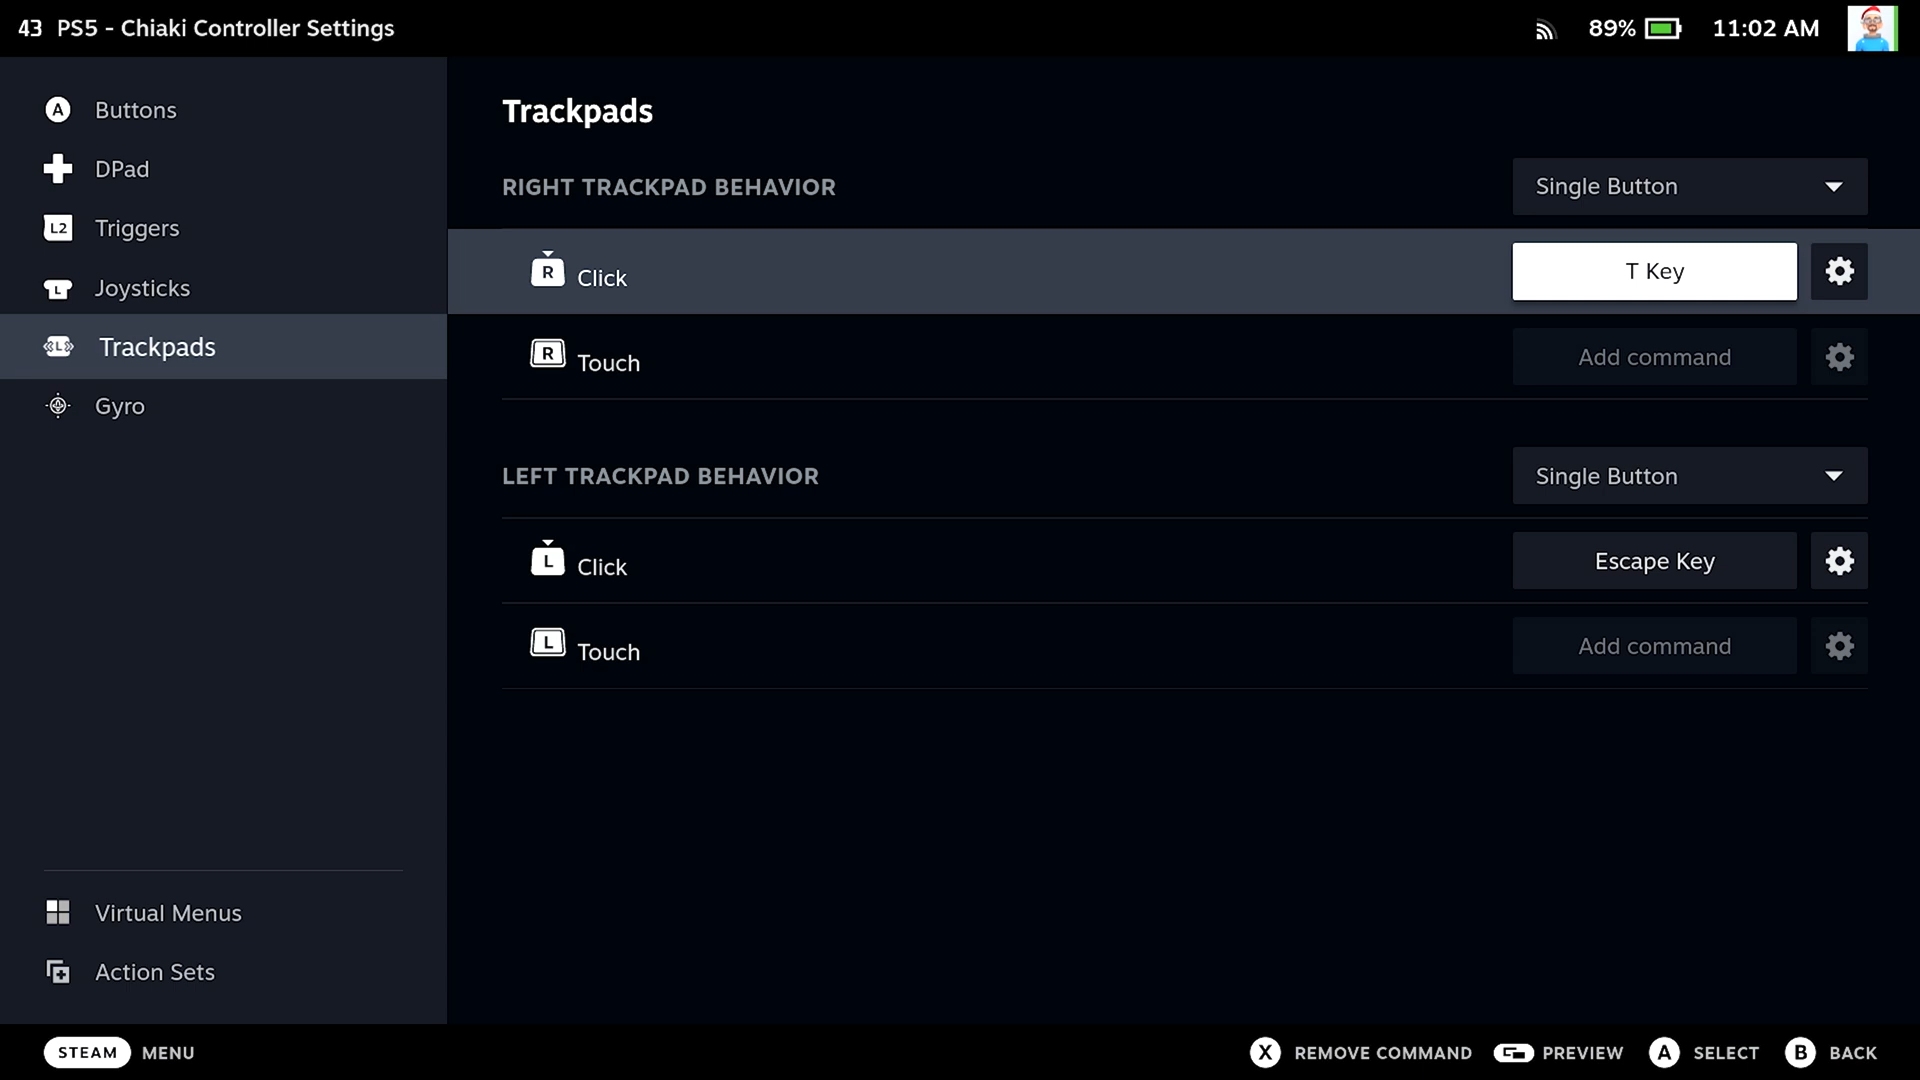 43 PS5 - Chiaki Controller Settings
89%
11:02 AM
A Buttons
DPad
L2 Triggers
L Joysticks
L Trackpads
Gyro
Virtual Menus
Action Sets
Trackpads
RIGHT TRACKPAD BEHAVIOR
Single Button
R Click
T Key
R Touch
Add command
LEFT TRACKPAD BEHAVIOR
Single Button
L Click
Escape Key
L Touch
Add command
STEAM MENU
X REMOVE COMMAND
PREVIEW
A SELECT
B BACK